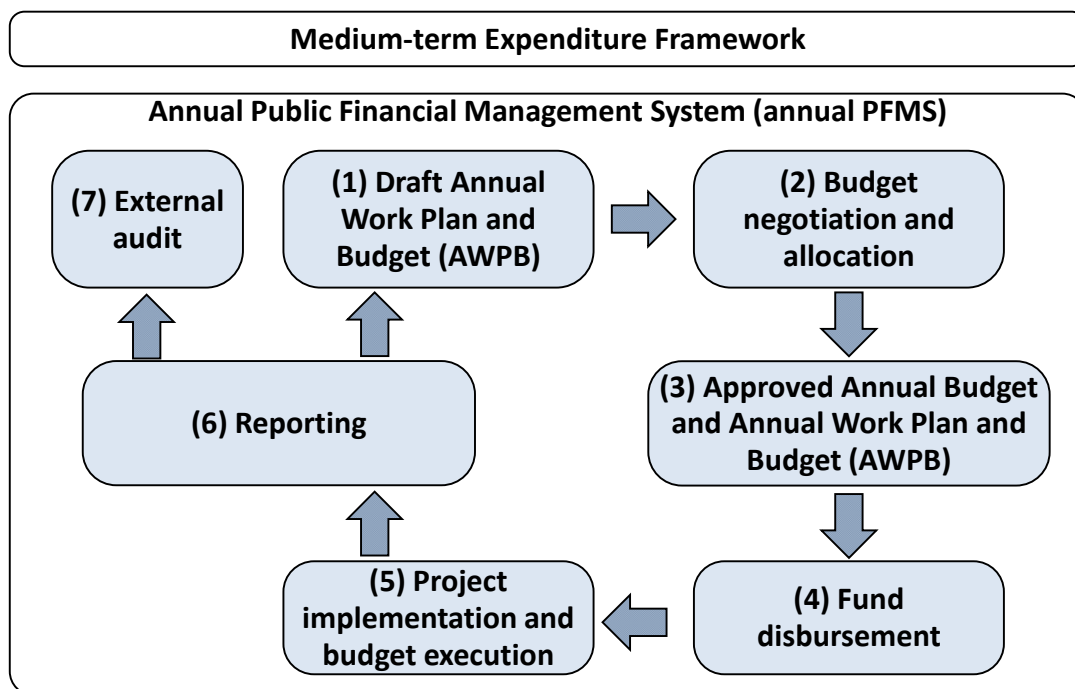 Medium-term Expenditure Framework
Annual Public Financial Management System (annual PFMS)
(7) External
audit
(1) Draft Annual
Work Plan and
Budget (AWPB)
(2) Budget
negotiation and
allocation
(6) Reporting
(3) Approved Annual Budget
and Annual Work Plan and
Budget (AWPB)
(5) Project
implementation and
budget execution
(4) Fund
disbursement